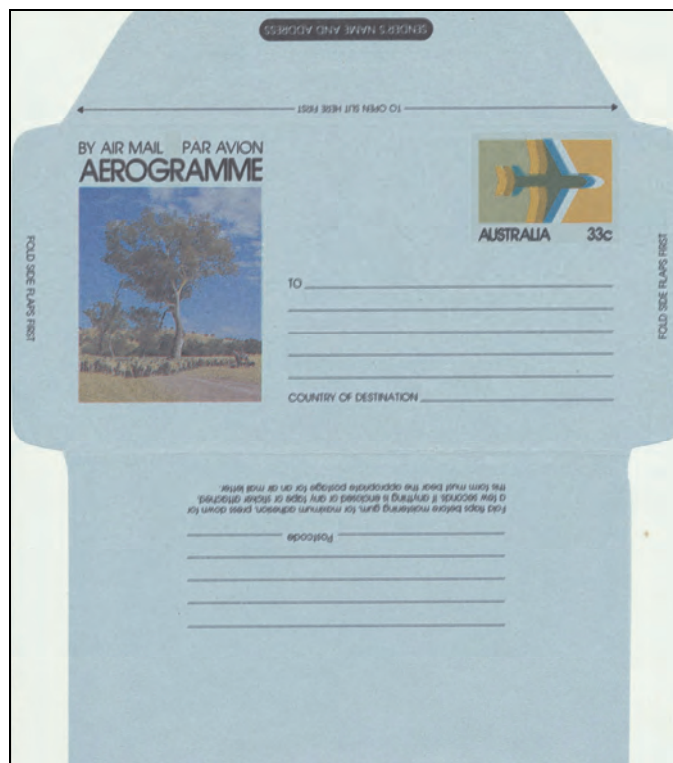 SENDER'S NAME AND ADDRESS
TO OPEN SLIT HERE FIRST
BY AIR MAIL PAR AVION
AEROGRAMME
AUSTRALIA 33c
FOLD SIDE FLAPS FIRST
FOLD SIDE FLAPS FIRST
TO
COUNTRY OF DESTINATION
Postcode
Fold flaps before moistening gum, for maximum adhesion, press down for
a few seconds. If anything is enclosed or any tape or sticker attached,
this form must bear the appropriate postage for an air mail letter.